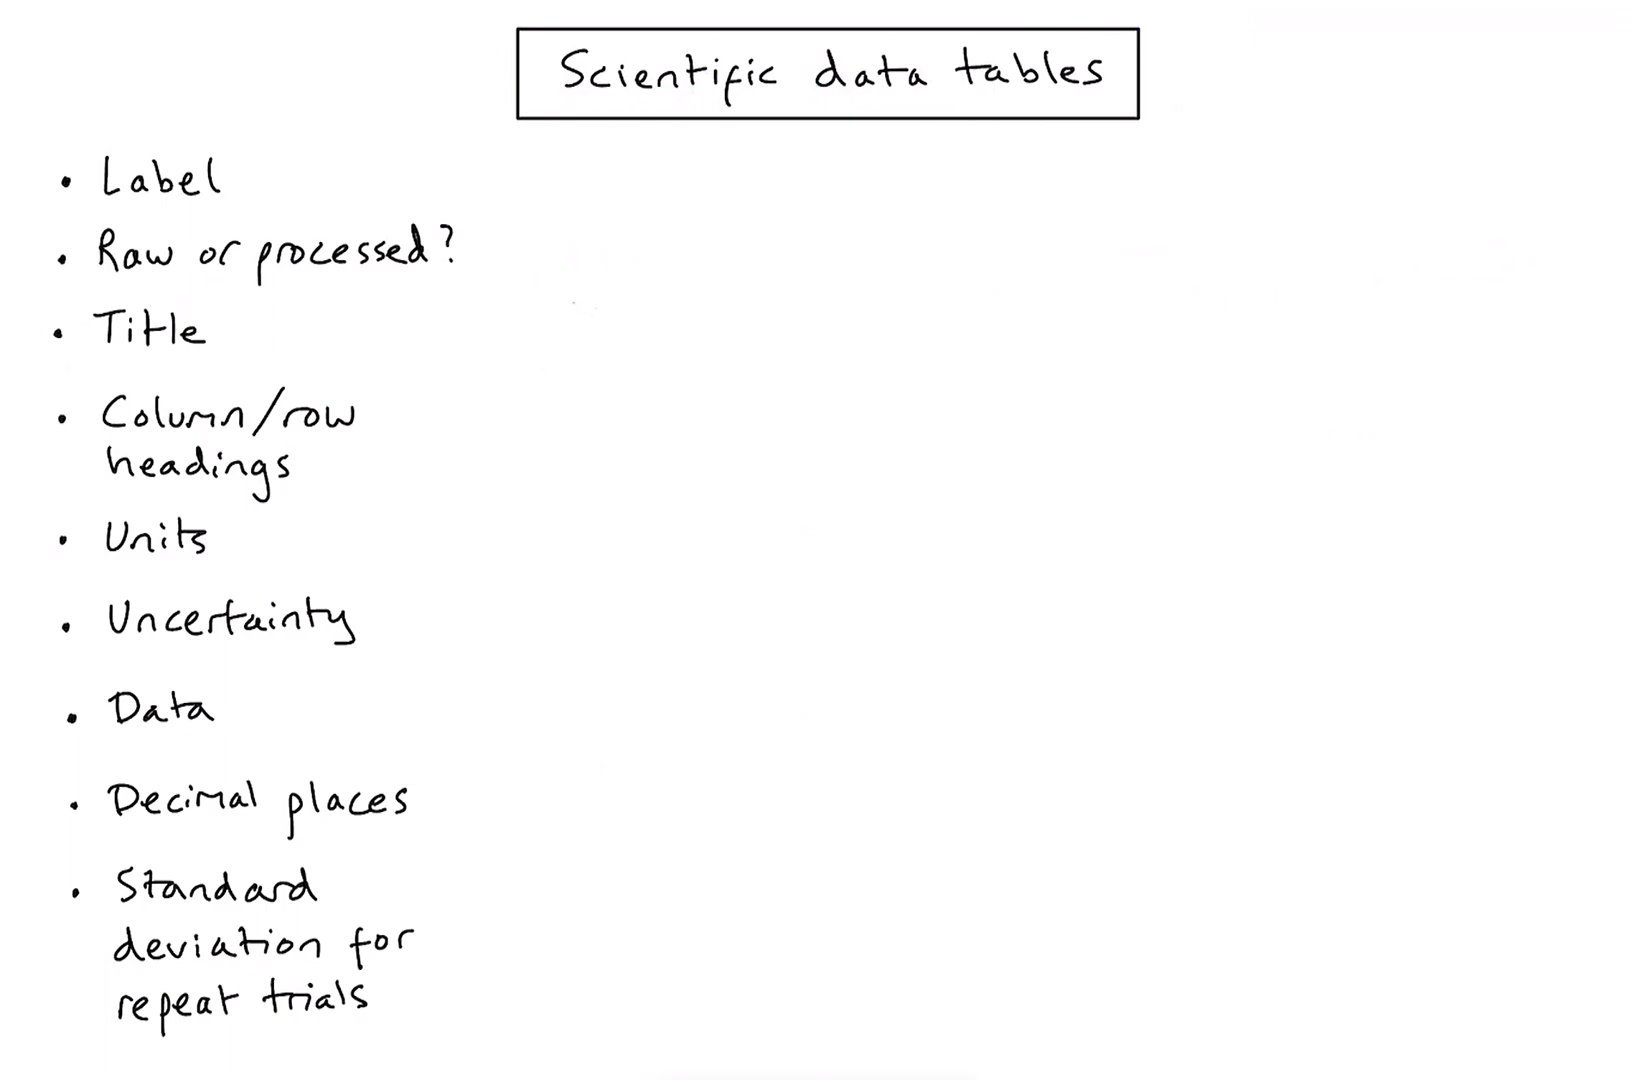 Scientific data tables
• Label
• Raw or processed?
• Title
• Column/row
headings
• Units
• Uncertainty
• Data
• Decimal places
• Standard
deviation for
repeat trials